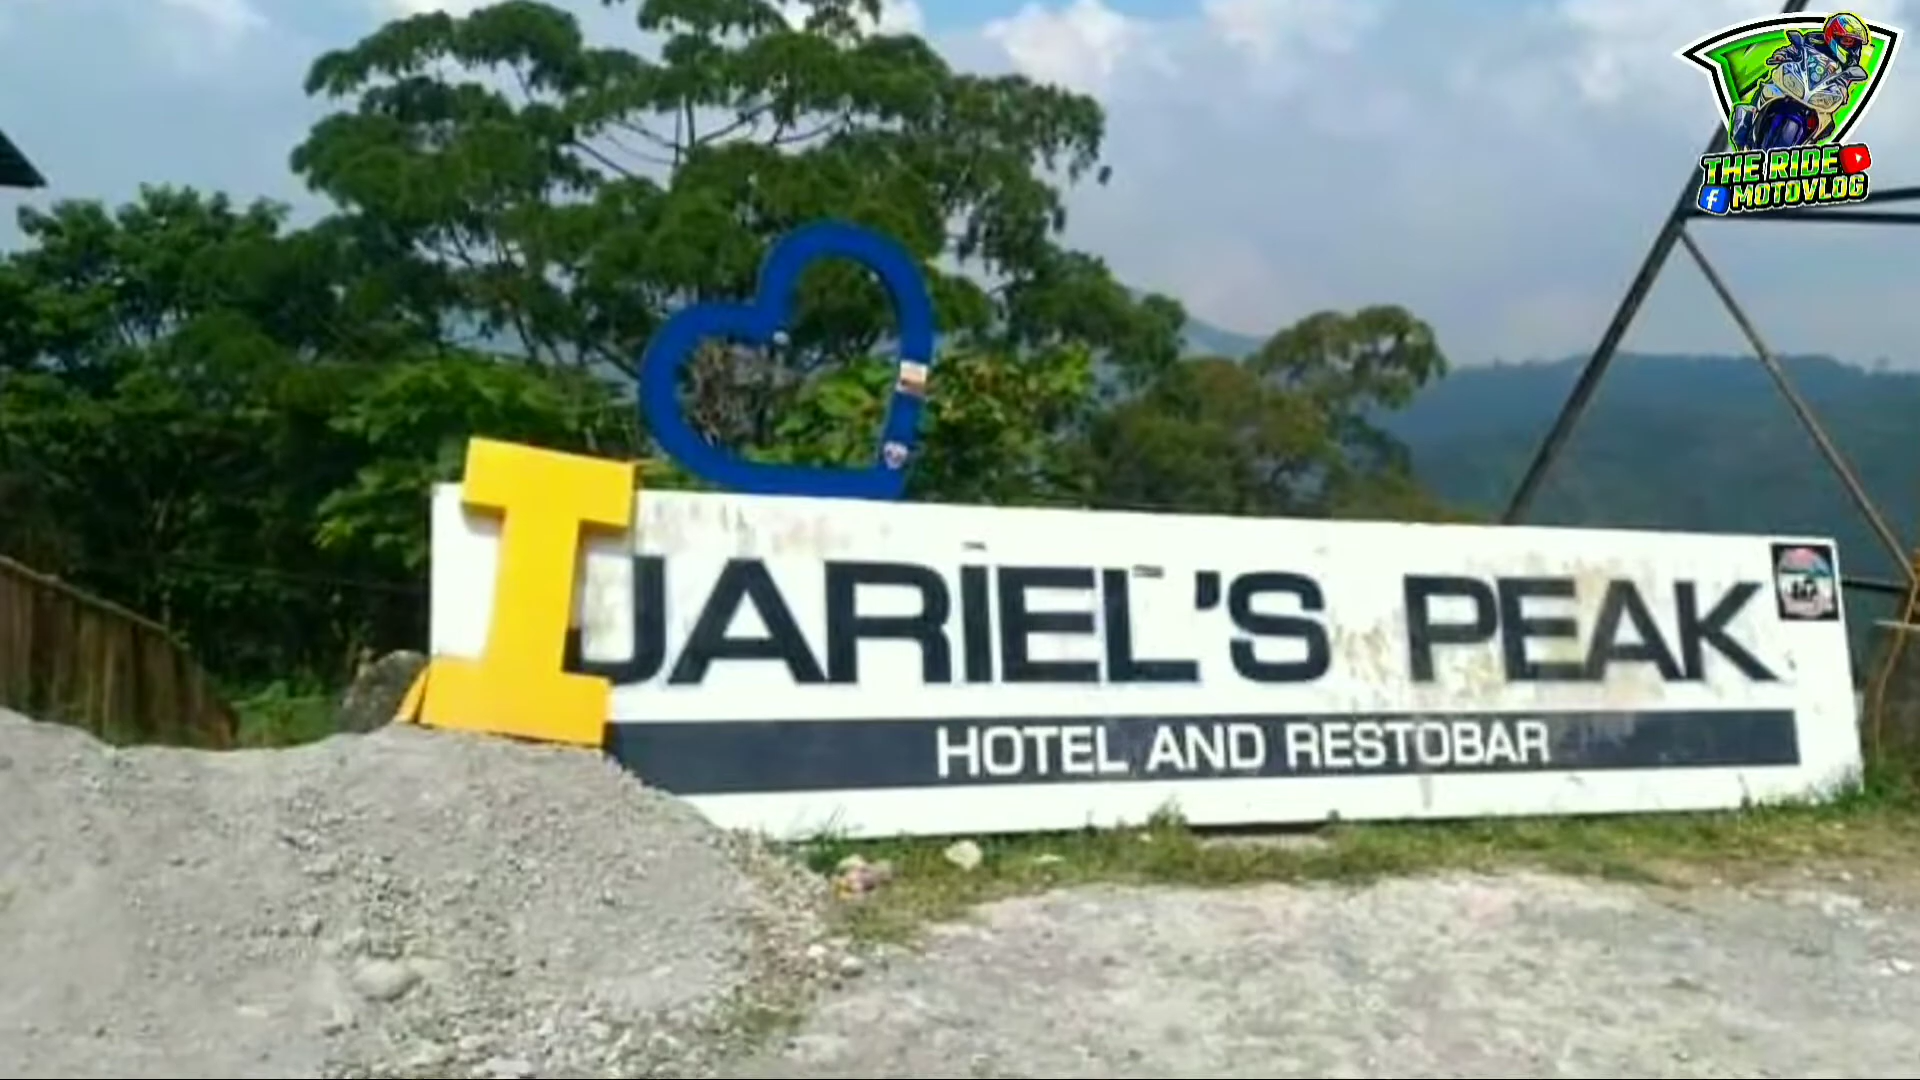 THE RIDE
MOTOVLOG
I
JARIEL'S PEAK
HOTEL AND RESTOBAR